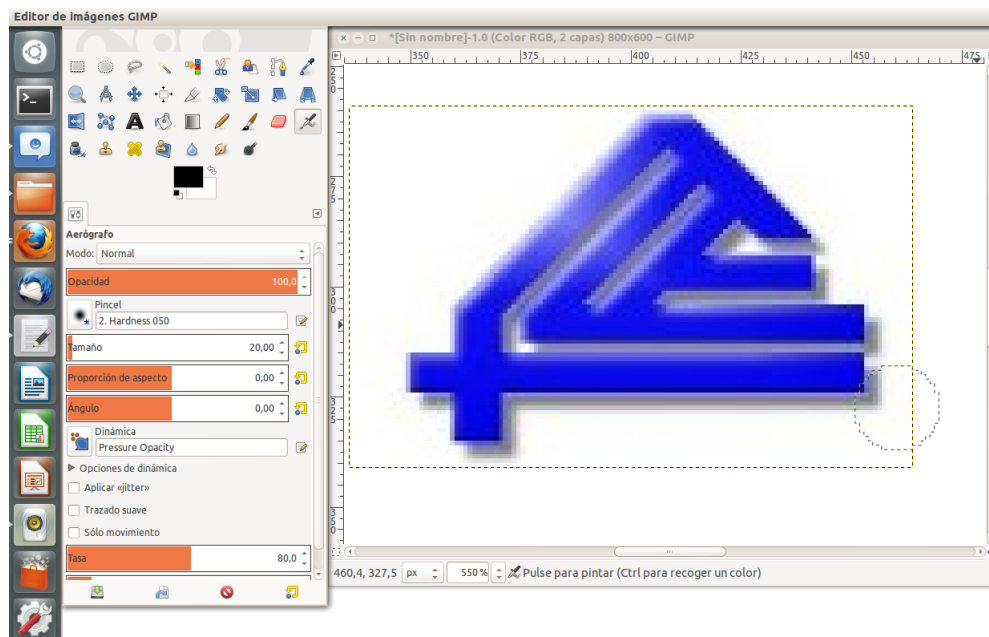 Editor de imágenes GIMP
*[Sin nombre]-1.0 (Color RGB, 2 capas) 800x600 – GIMP
350 375 400 425 450 475
Aerógrafo
Modo: Normal
Opacidad 100,0
Pincel
2. Hardness 050
Tamaño 20,00
Proporción de aspecto 0,00
Ángulo 0,00
Dinámica
Pressure Opacity
Opciones de dinámica
Aplicar «jitter»
Trazado suave
Sólo movimiento
Tasa 80,0
460,4, 327,5 px 550 % Pulse para pintar (Ctrl para recoger un color)